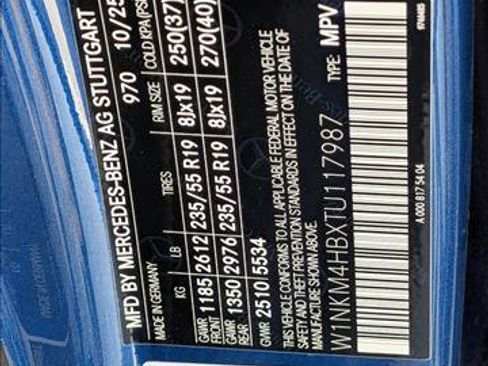 MFD BY MERCEDES-BENZ AG STUTTGART
MADE IN GERMANY 970 10/25
KG LB TIRES RIM SIZE COLD KPA/(PSI
GAWR FRONT 1185 2612 235/55 R19 8Jx19 250(37)
GAWR REAR 1350 2976 235/55 R19 8Jx19 270(40)
GVWR 2510 5534
THIS VEHICLE CONFORMS TO ALL APPLICABLE FEDERAL MOTOR VEHICLE
SAFETY AND THEFT PREVENTION STANDARDS IN EFFECT ON THE DATE OF
MANUFACTURE SHOWN ABOVE.
W1NKM4HBXTU117987 TYPE: MPV
A 000 817 54 04